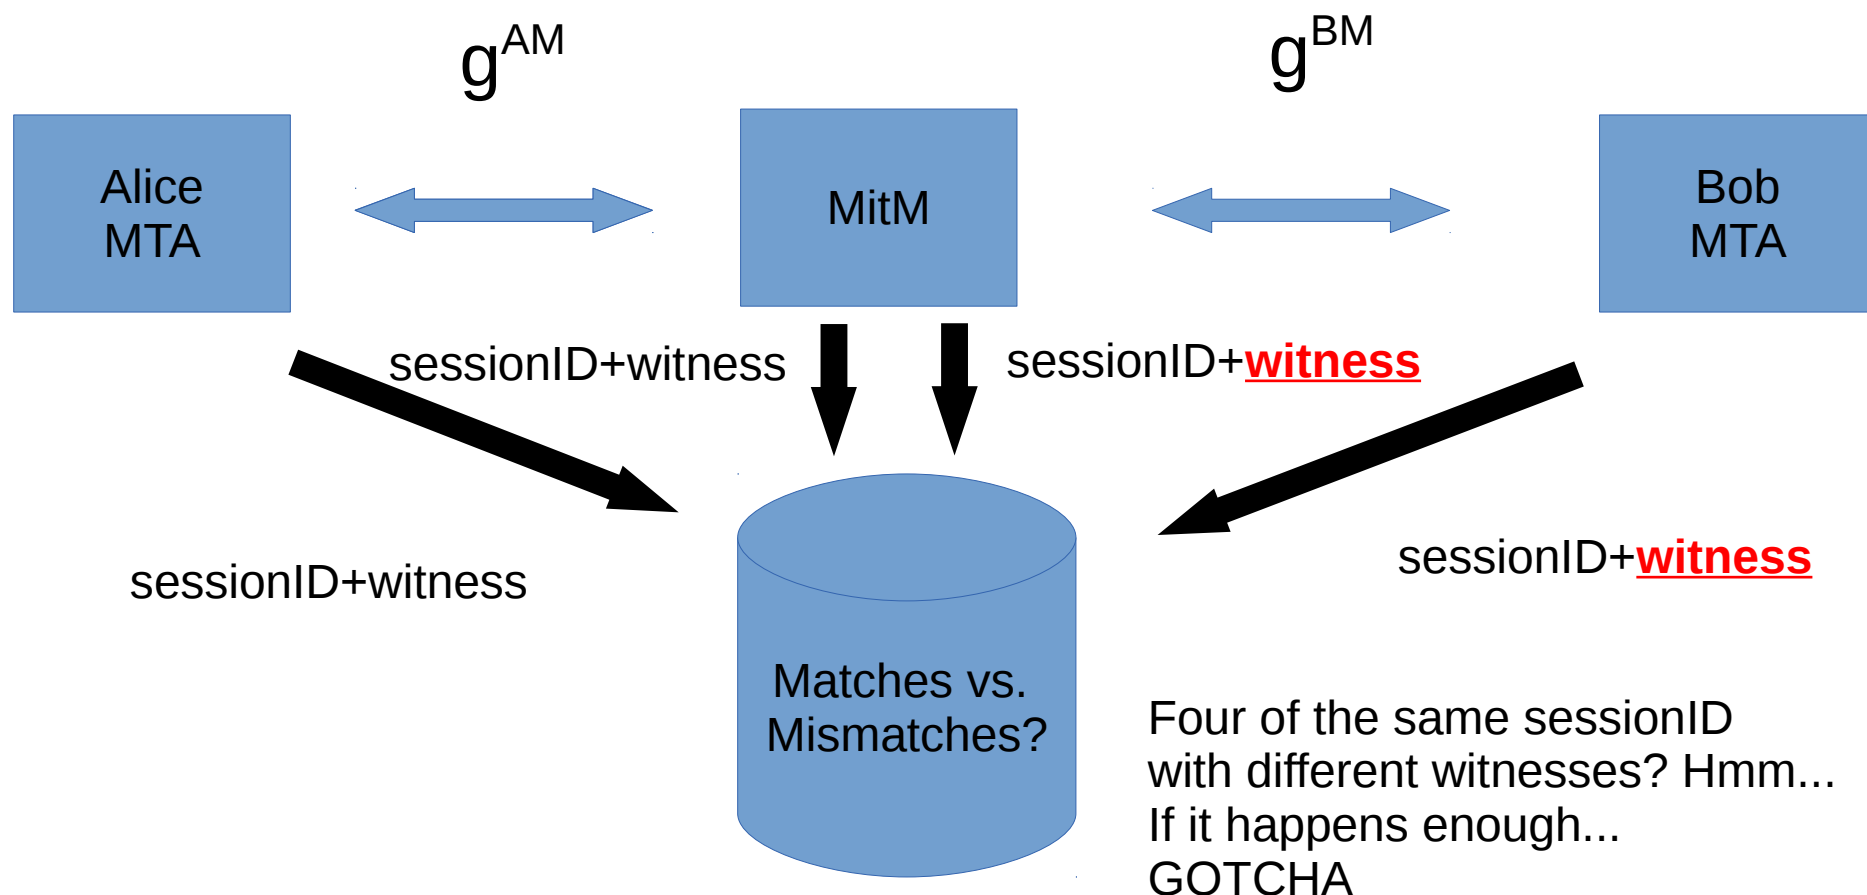 g^AM
g^BM
Alice
MTA
MitM
Bob
MTA
sessionID+witness
sessionID+witness
sessionID+witness
sessionID+witness
Matches vs.
Mismatches?
Four of the same sessionID
with different witnesses? Hmm...
If it happens enough...
GOTCHA